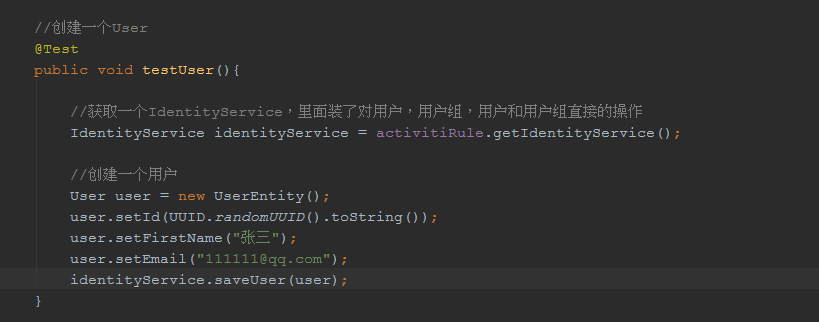 //创建一个User
@Test
public void testUser(){
//获取一个IdentityService，里面装了对用户，用户组，用户和用户组直接的操作
IdentityService identityService = activitiRule.getIdentityService();
//创建一个用户
User user = new UserEntity();
user.setId(UUID.randomUUID().toString());
user.setFirstName("张三");
user.setEmail("111111@qq.com");
identityService.saveUser(user);
}